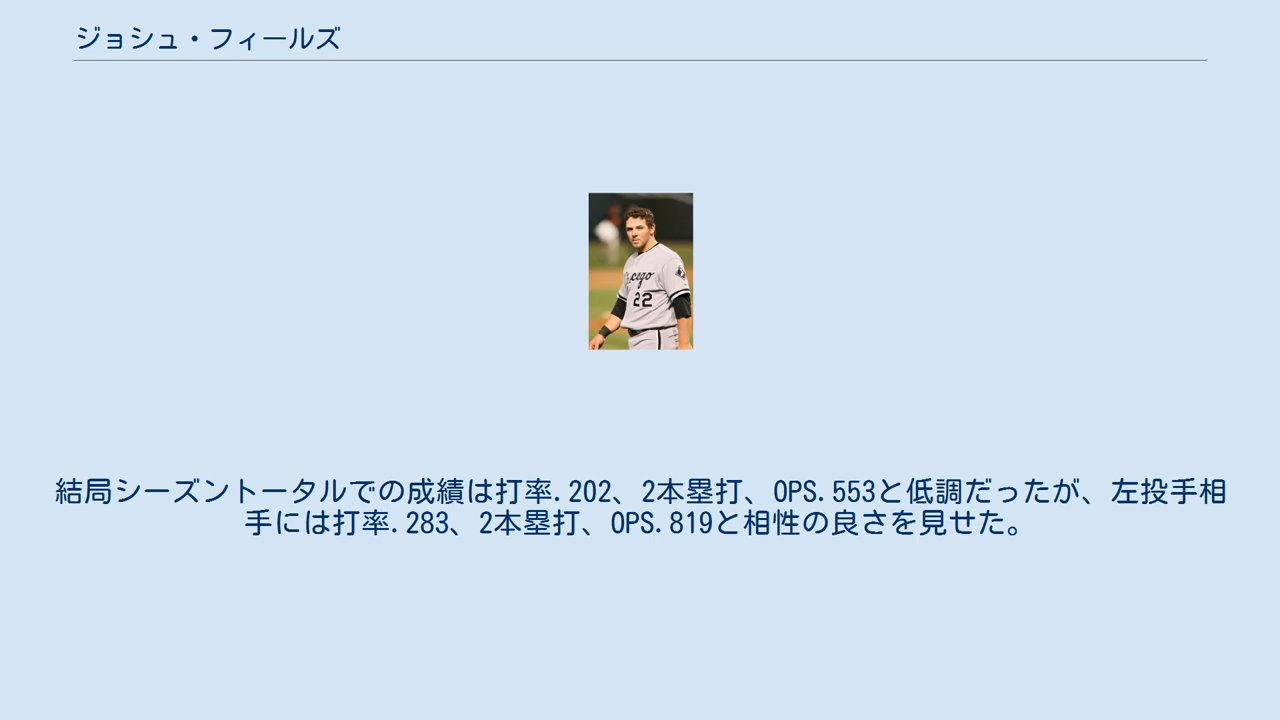 ジョシュ・フィールズ
cago
22
結局シーズントータルでの成績は打率.202、2本塁打、OPS.553と低調だったが、左投手相
手には打率.283、2本塁打、OPS.819と相性の良さを見せた。